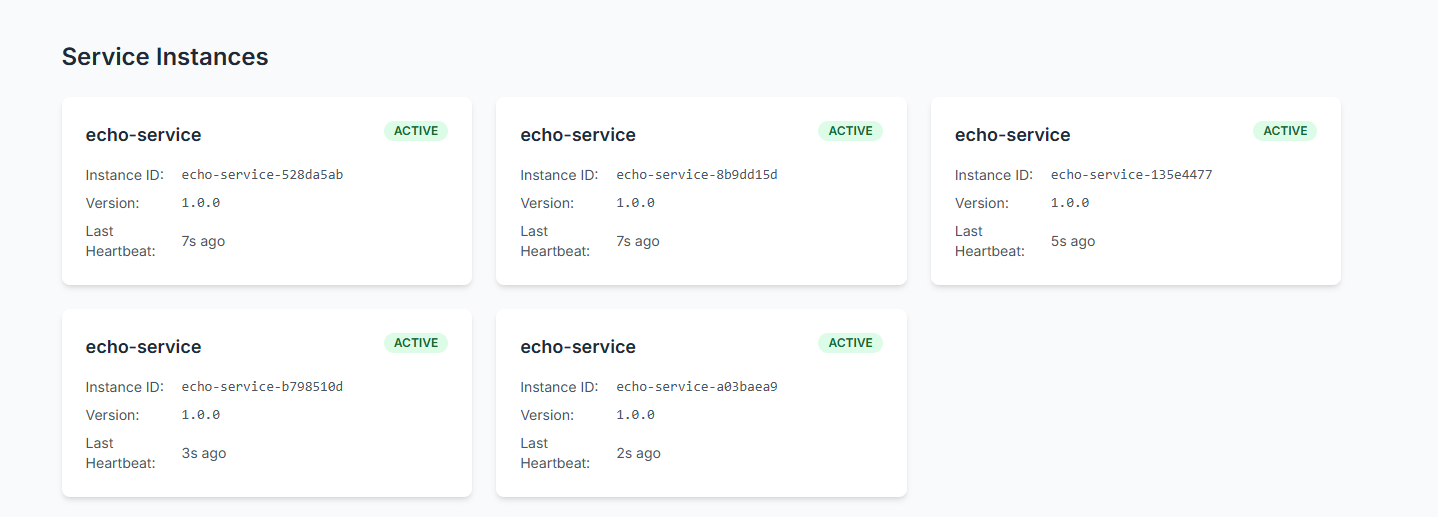 Service Instances
echo-service
ACTIVE
Instance ID: echo-service-528da5ab
Version: 1.0.0
Last
Heartbeat: 7s ago
echo-service
ACTIVE
Instance ID: echo-service-8b9dd15d
Version: 1.0.0
Last
Heartbeat: 7s ago
echo-service
ACTIVE
Instance ID: echo-service-135e4477
Version: 1.0.0
Last
Heartbeat: 5s ago
echo-service
ACTIVE
Instance ID: echo-service-b798510d
Version: 1.0.0
Last
Heartbeat: 3s ago
echo-service
ACTIVE
Instance ID: echo-service-a03baea9
Version: 1.0.0
Last
Heartbeat: 2s ago